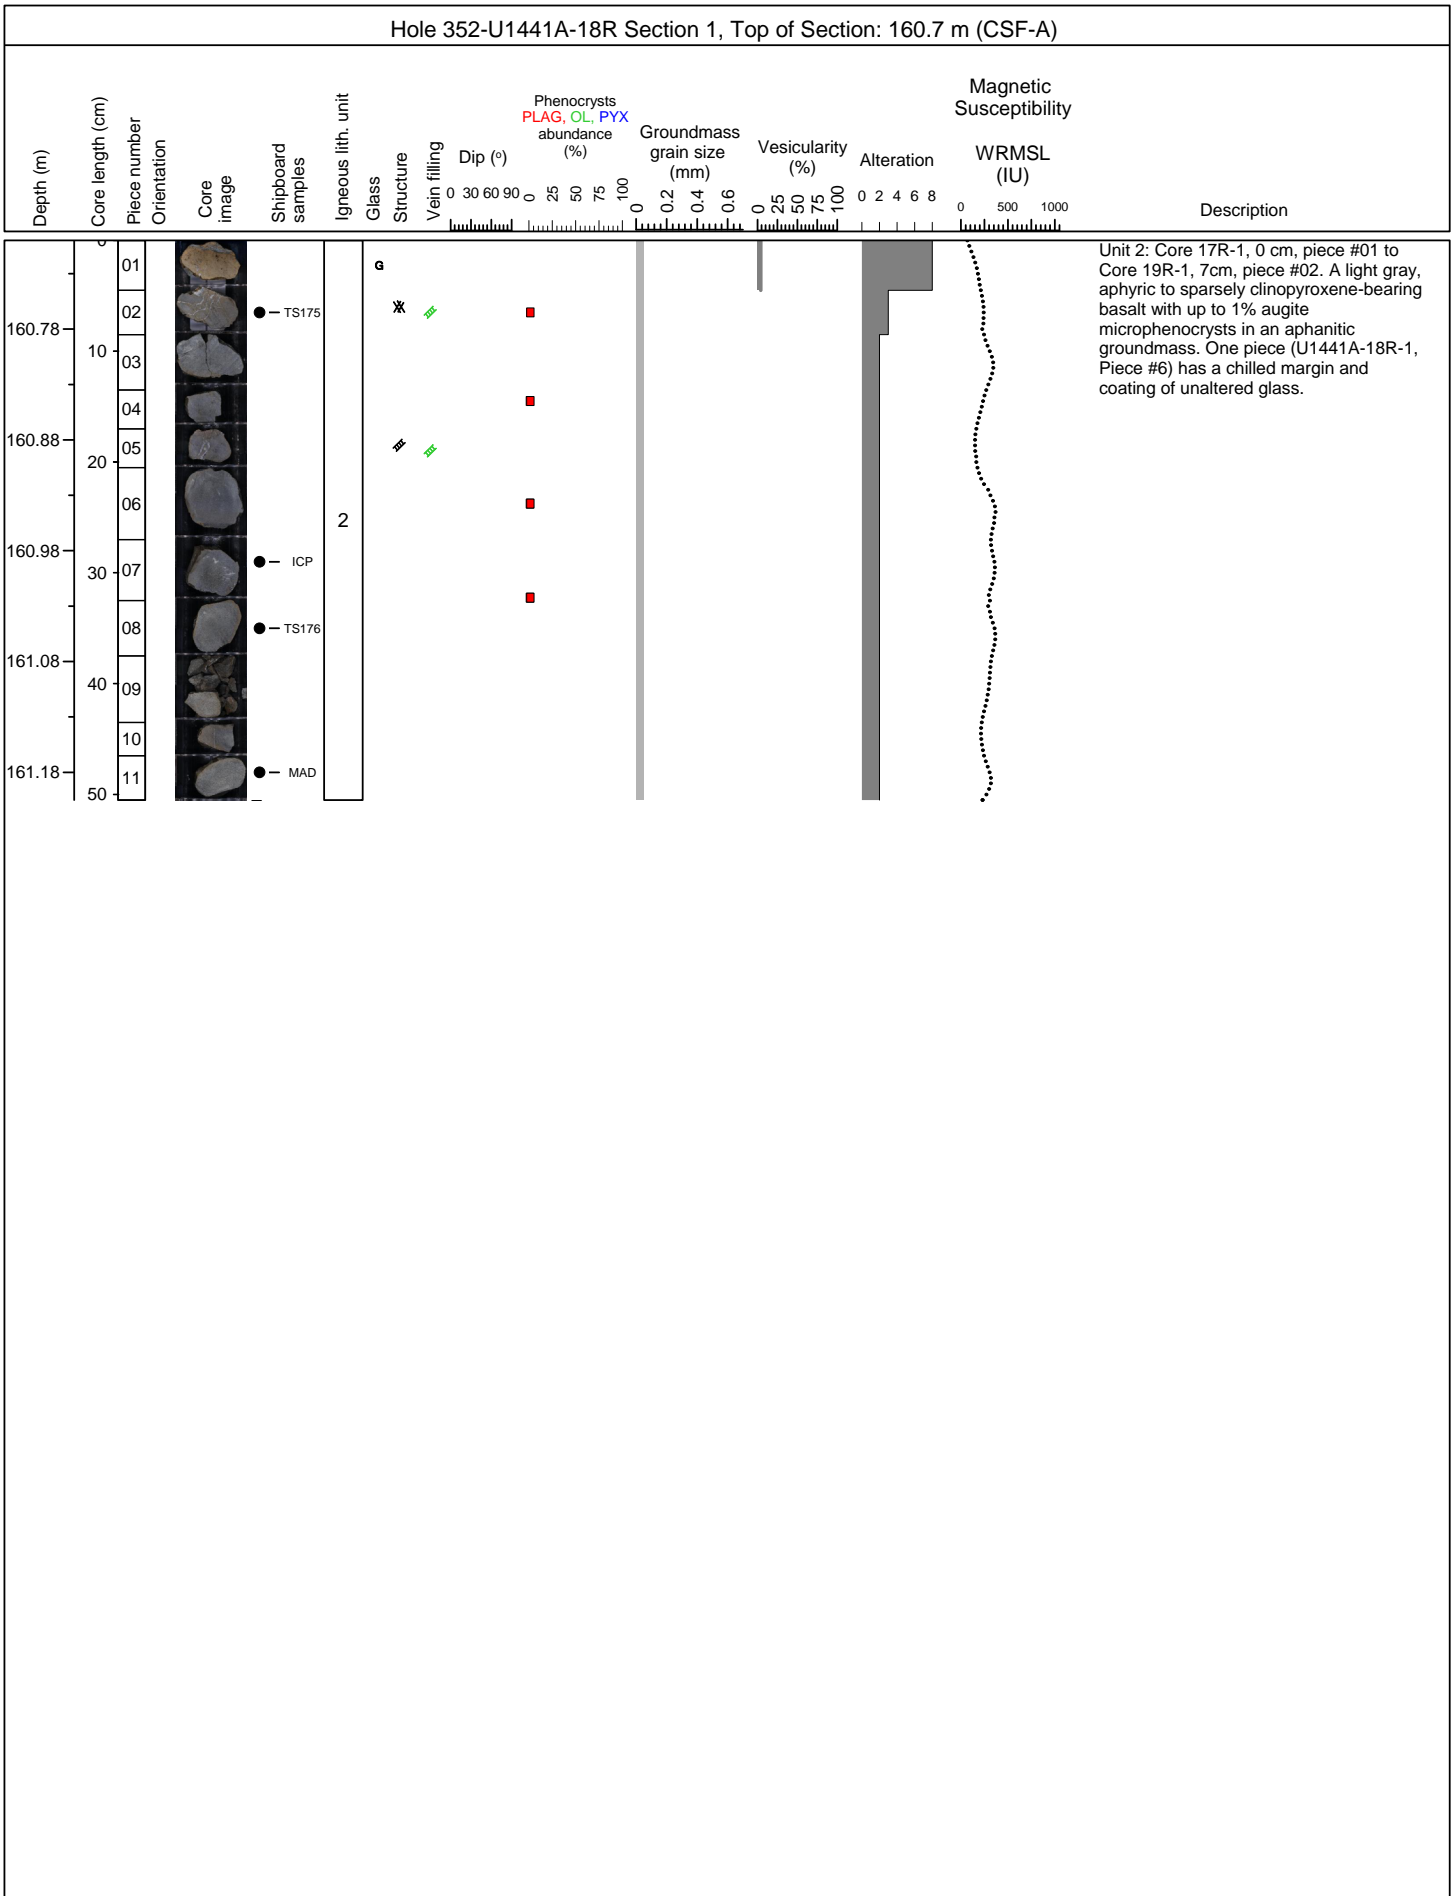 Hole 352-U1441A-18R Section 1, Top of Section: 160.7 m (CSF-A)
Depth (m)
Core length (cm)
Piece number
Orientation
Core
image
Shipboard
samples
Igneous lith. unit
Glass
Structure
Vein filling
Dip (°)
0 30 60 90
Phenocrysts
PLAG, OL, PYX
abundance
(%)
0 25 50 75 100
Groundmass
grain size
(mm)
0 0.2 0.4 0.6
Vesicularity
(%)
0 25 50 75 100
Alteration
0 2 4 6 8
Magnetic
Susceptibility
WRMSL
(IU)
0 500 1000
Description
160.78
160.88
160.98
161.08
161.18
0
10
20
30
40
50
01
02
03
04
05
06
07
08
09
10
11
TS175
ICP
TS176
MAD
2
G
Unit 2: Core 17R-1, 0 cm, piece #01 to
Core 19R-1, 7cm, piece #02. A light gray,
aphyric to sparsely clinopyroxene-bearing
basalt with up to 1% augite
microphenocrysts in an aphanitic
groundmass. One piece (U1441A-18R-1,
Piece #6) has a chilled margin and
coating of unaltered glass.